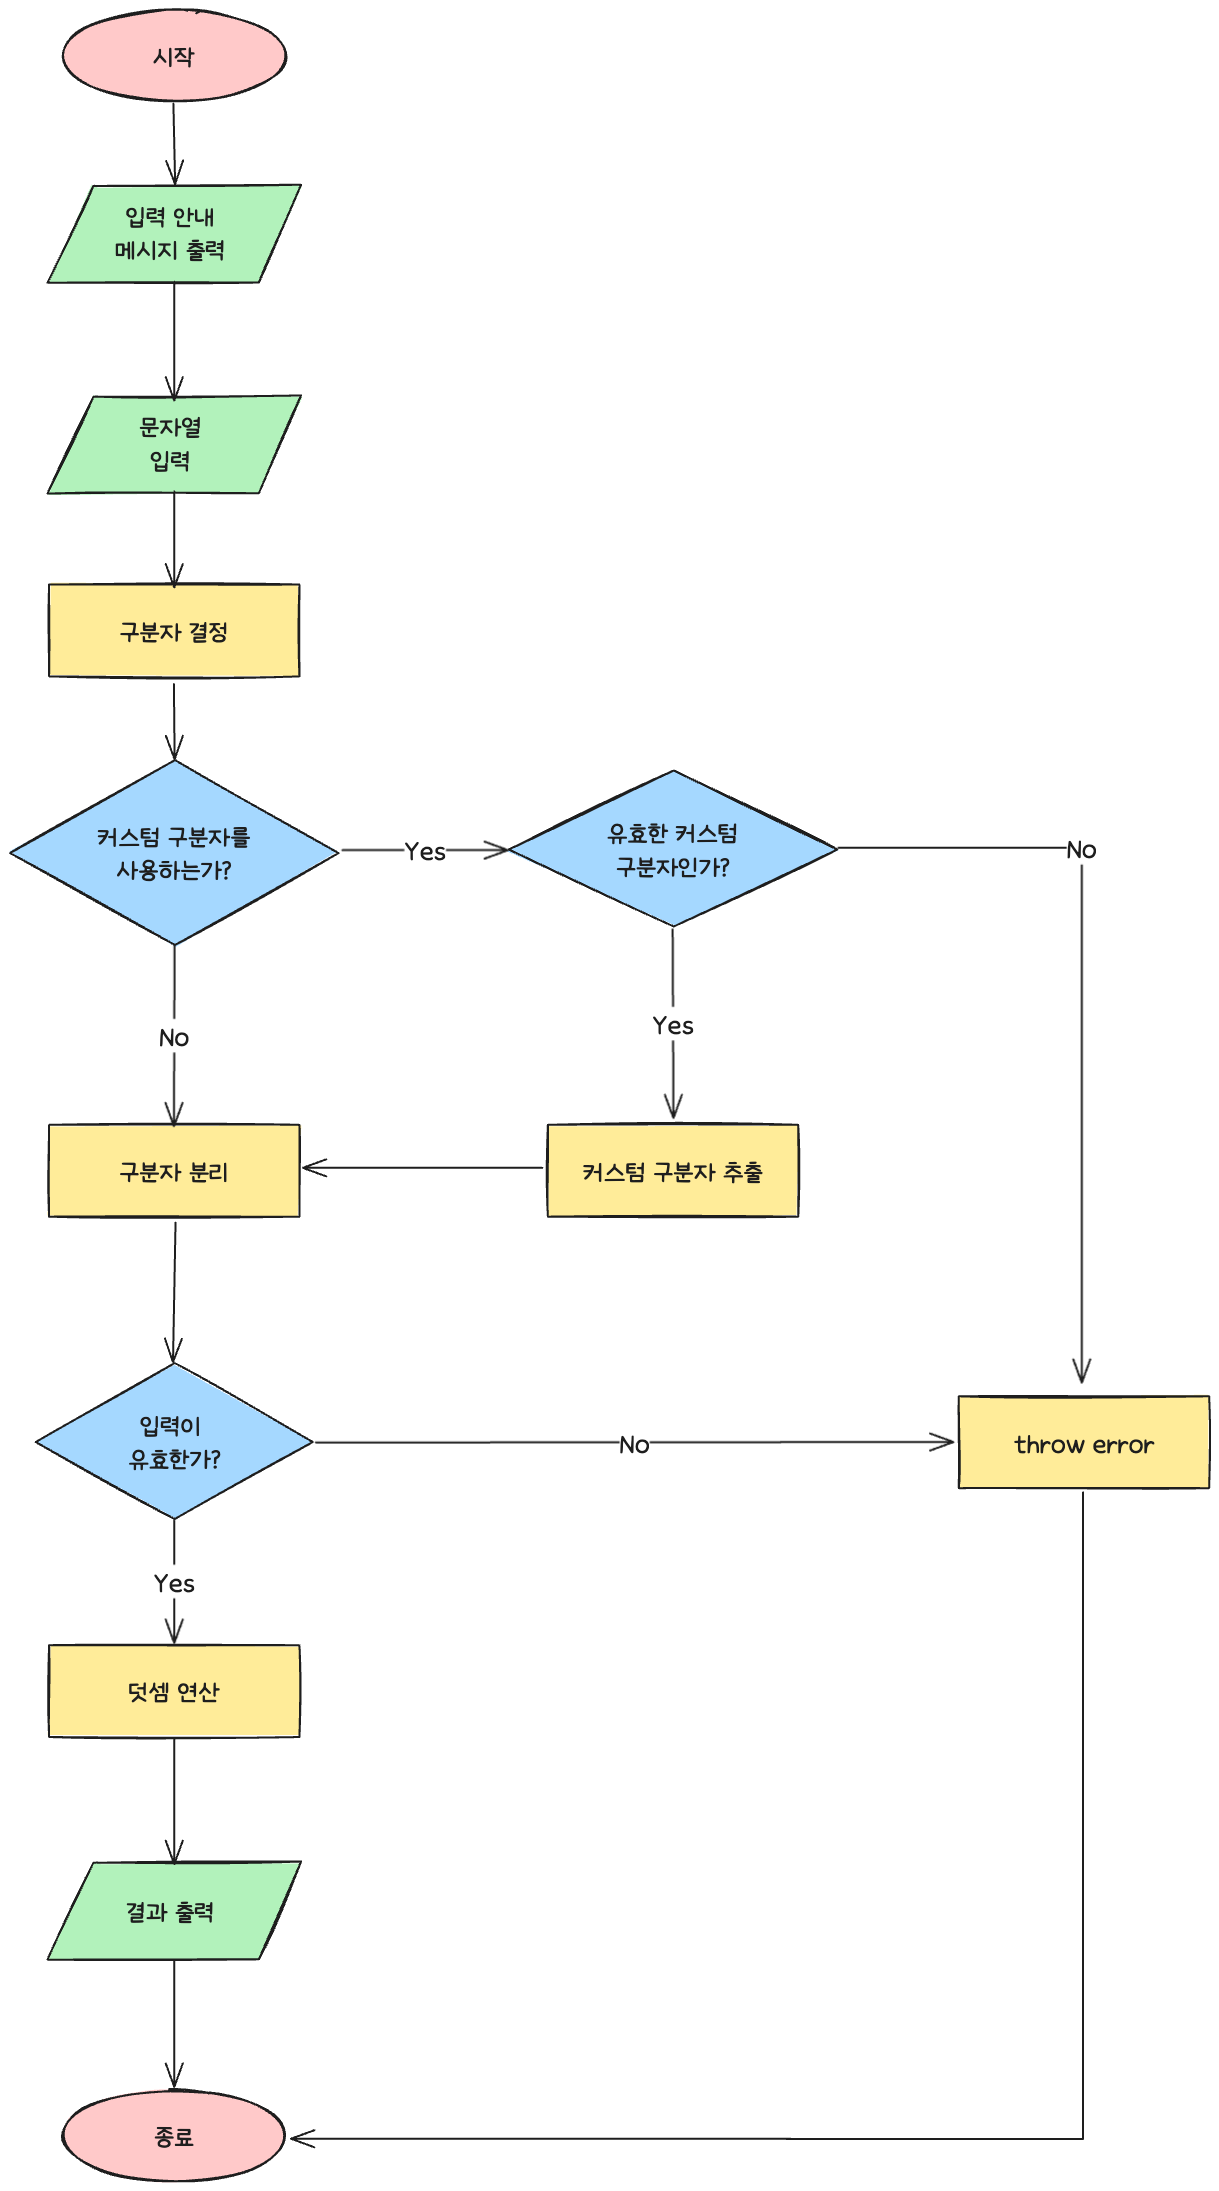 시작
입력 안내
메시지 출력
문자열
입력
구분자 결정
커스텀 구분자를
사용하는가?
Yes
유효한 커스텀
구분자인가?
No
No
Yes
구분자 분리
커스텀 구분자 추출
입력이
유효한가?
No
throw error
Yes
덧셈 연산
결과 출력
종료